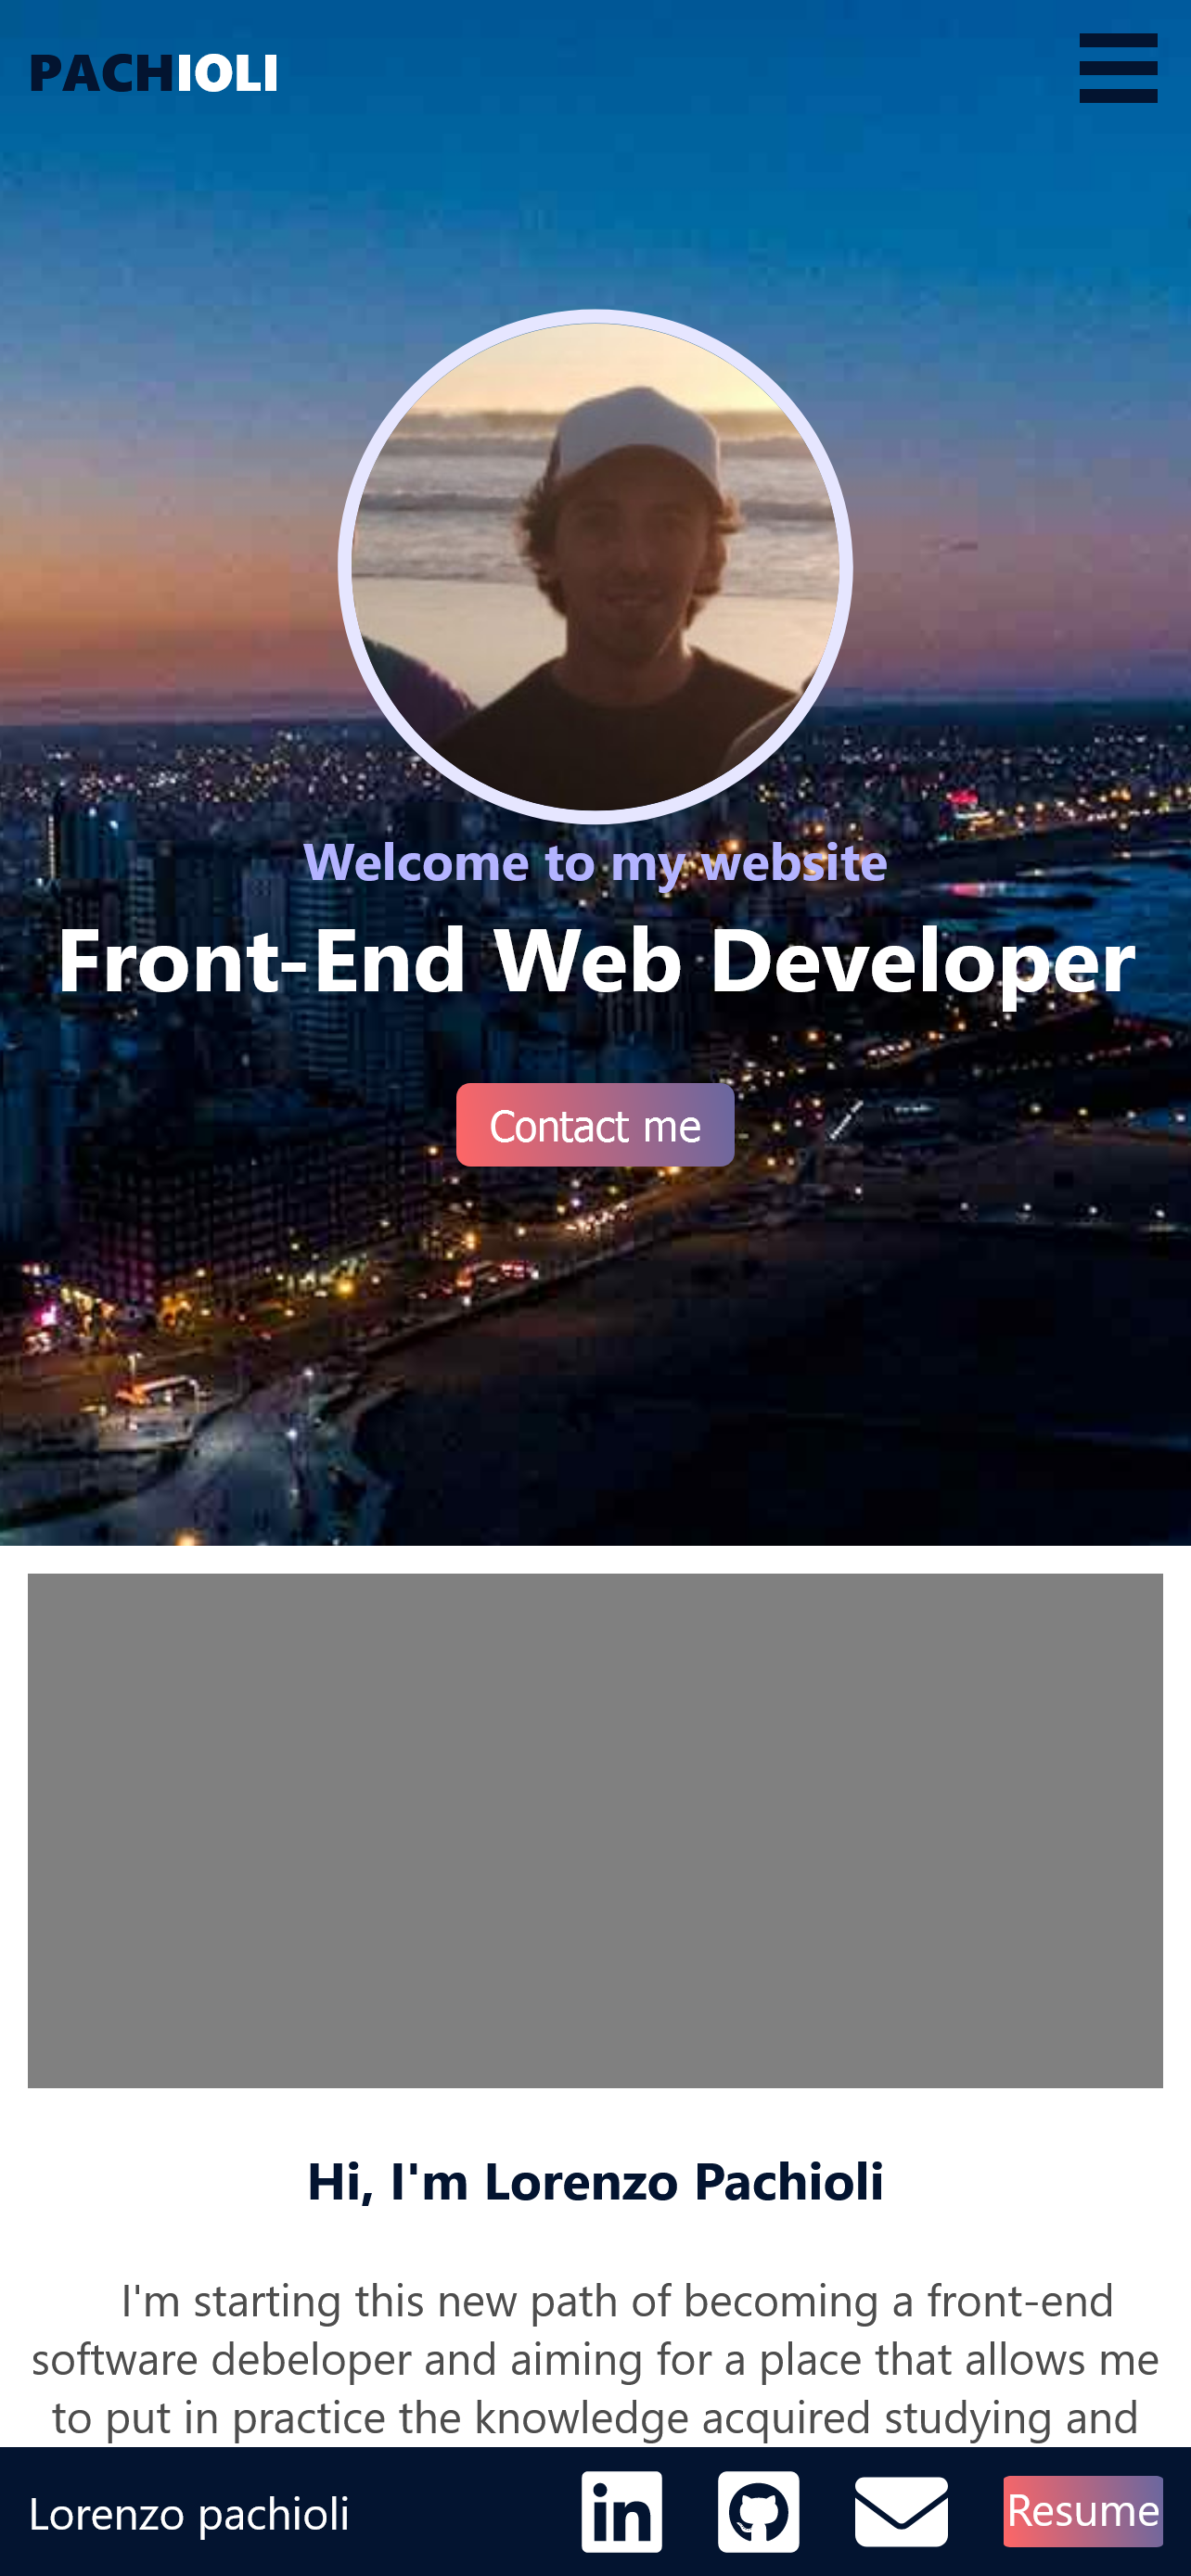 PACHIOLI
Welcome to my website
Front-End Web Developer
Contact me
Hi, I'm Lorenzo Pachioli
I'm starting this new path of becoming a front-end
software debeloper and aiming for a place that allows me
to put in practice the knowledge acquired studying and
Lorenzo pachioli
in
Resume